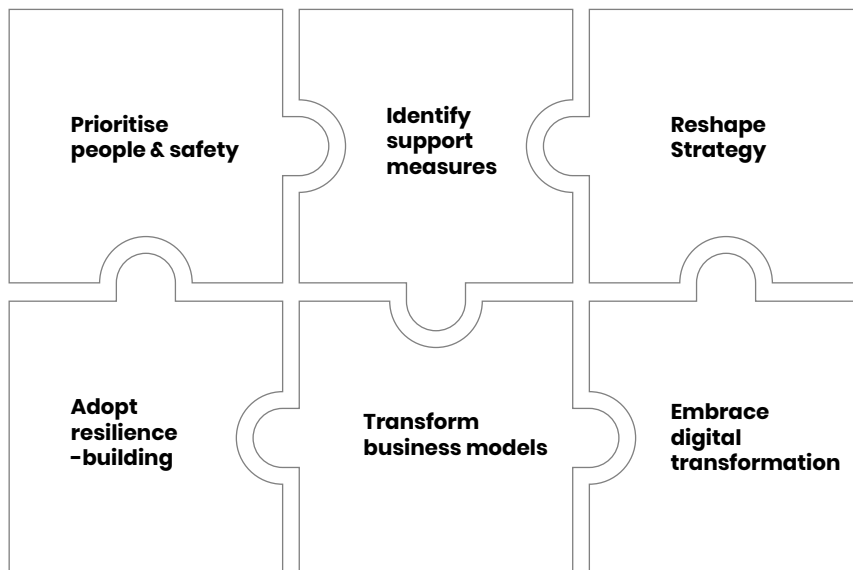 Prioritise
people & safety
Identify
support
measures
Reshape
Strategy
Adopt
resilience
-building
Transform
business models
Embrace
digital
transformation